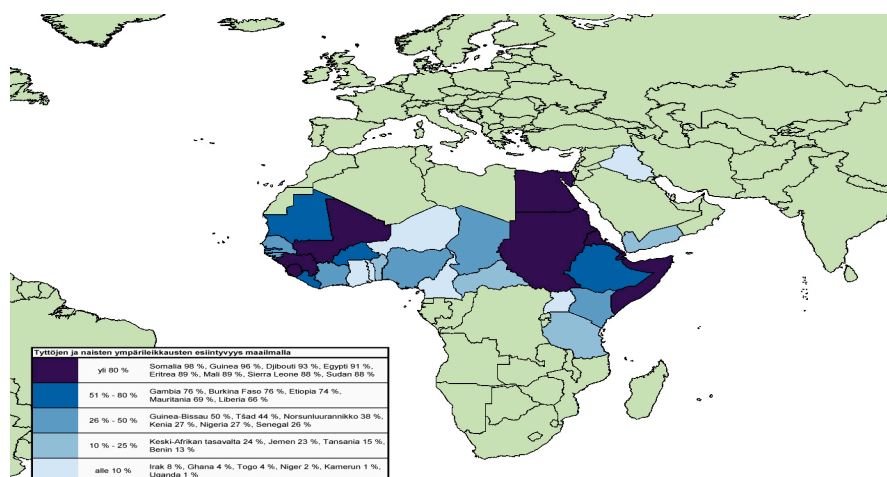 Tyttöjen ja naisten ympärileikkausten esiintyvyys maailmalla
yli 80 %
Somalia 98 %, Guinea 96 %, Djibouti 93 %, Egypti 91 %,
Eritrea 89 %, Mali 89 %, Sierra Leone 88 %, Sudan 88 %
51 % - 80 %
Gambia 76 %, Burkina Faso 76 %, Etiopia 74 %,
Mauritania 69 %, Liberia 66 %
26 % - 50 %
Guinea-Bissau 50 %, Tšad 44 %, Norsunluurannikko 38 %,
Kenia 27 %, Nigeria 27 %, Senegal 26 %
10 % - 25 %
Keski-Afrikan tasavalta 24 %, Jemen 23 %, Tansania 15 %,
Benin 13 %
alle 10 %
Irak 8 %, Ghana 4 %, Togo 4 %, Niger 2 %, Kamerun 1 %,
Uganda 1 %